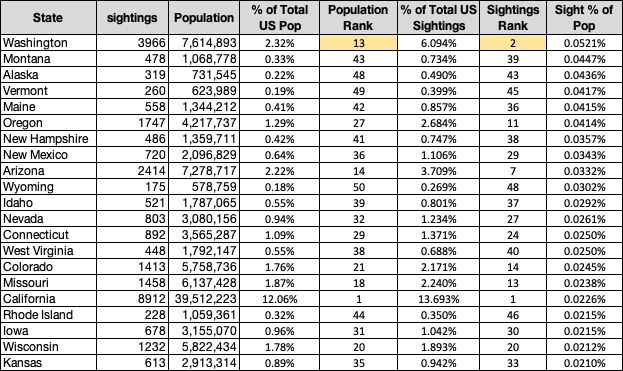 State sightings Population % of Total US Pop Population Rank % of Total US Sightings Sightings Rank Sight % of Pop
Washington 3966 7,614,893 2.32% 13 6.094% 2 0.0521%
Montana 478 1,068,778 0.33% 43 0.734% 39 0.0447%
Alaska 319 731,545 0.22% 48 0.490% 43 0.0436%
Vermont 260 623,989 0.19% 49 0.399% 45 0.0417%
Maine 558 1,344,212 0.41% 42 0.857% 36 0.0415%
Oregon 1747 4,217,737 1.29% 27 2.684% 11 0.0414%
New Hampshire 486 1,359,711 0.42% 41 0.747% 38 0.0357%
New Mexico 720 2,096,829 0.64% 36 1.106% 29 0.0343%
Arizona 2414 7,278,717 2.22% 14 3.709% 7 0.0332%
Wyoming 175 578,759 0.18% 50 0.269% 48 0.0302%
Idaho 521 1,787,065 0.55% 39 0.801% 37 0.0292%
Nevada 803 3,080,156 0.94% 32 1.234% 27 0.0261%
Connecticut 892 3,565,287 1.09% 29 1.371% 24 0.0250%
West Virginia 448 1,792,147 0.55% 38 0.688% 40 0.0250%
Colorado 1413 5,758,736 1.76% 21 2.171% 14 0.0245%
Missouri 1458 6,137,428 1.87% 18 2.240% 13 0.0238%
California 8912 39,512,223 12.06% 1 13.693% 1 0.0226%
Rhode Island 228 1,059,361 0.32% 44 0.350% 46 0.0215%
Iowa 678 3,155,070 0.96% 31 1.042% 30 0.0215%
Wisconsin 1232 5,822,434 1.78% 20 1.893% 20 0.0212%
Kansas 613 2,913,314 0.89% 35 0.942% 33 0.0210%